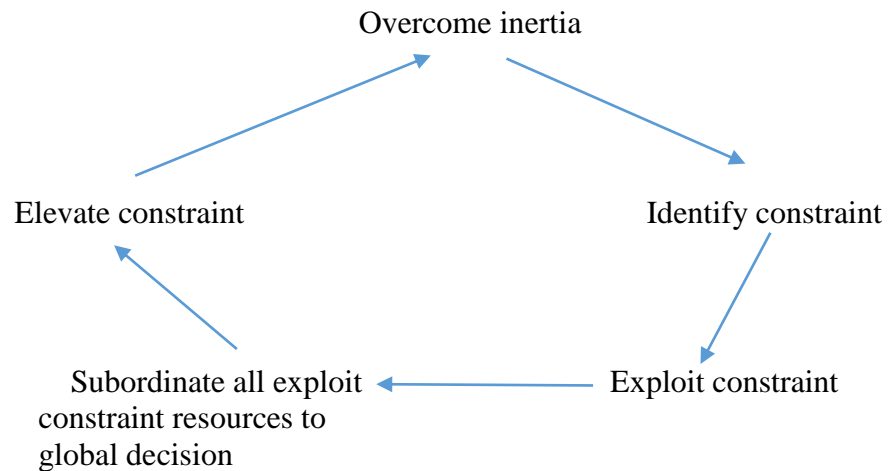 Overcome inertia
Elevate constraint
Identify constraint
Subordinate all exploit
constraint resources to
global decision
Exploit constraint